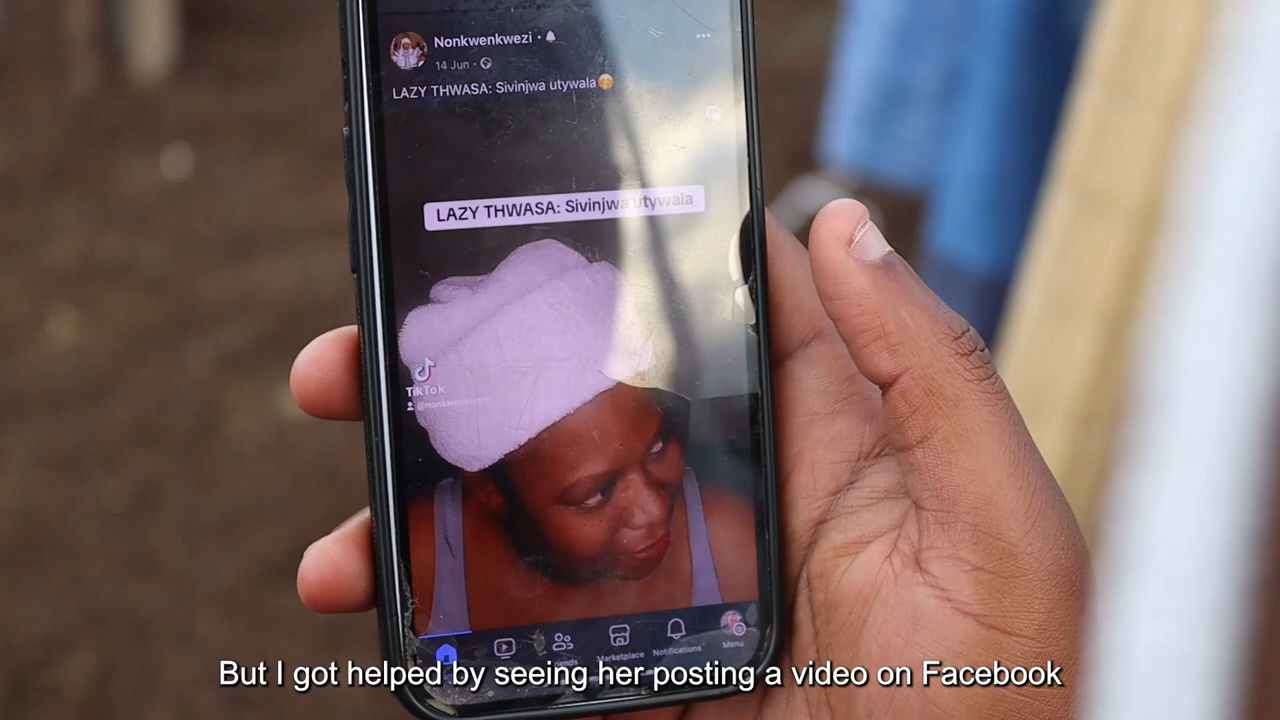 Nonkwenkwezi ·
14 Jun ·
LAZY THWASA: Sivinjwa utywala
LAZY THWASA: Sivinjwa utywala
TikTok
Marketplace
Notifications
Menu
But I got helped by seeing her posting a video on Facebook